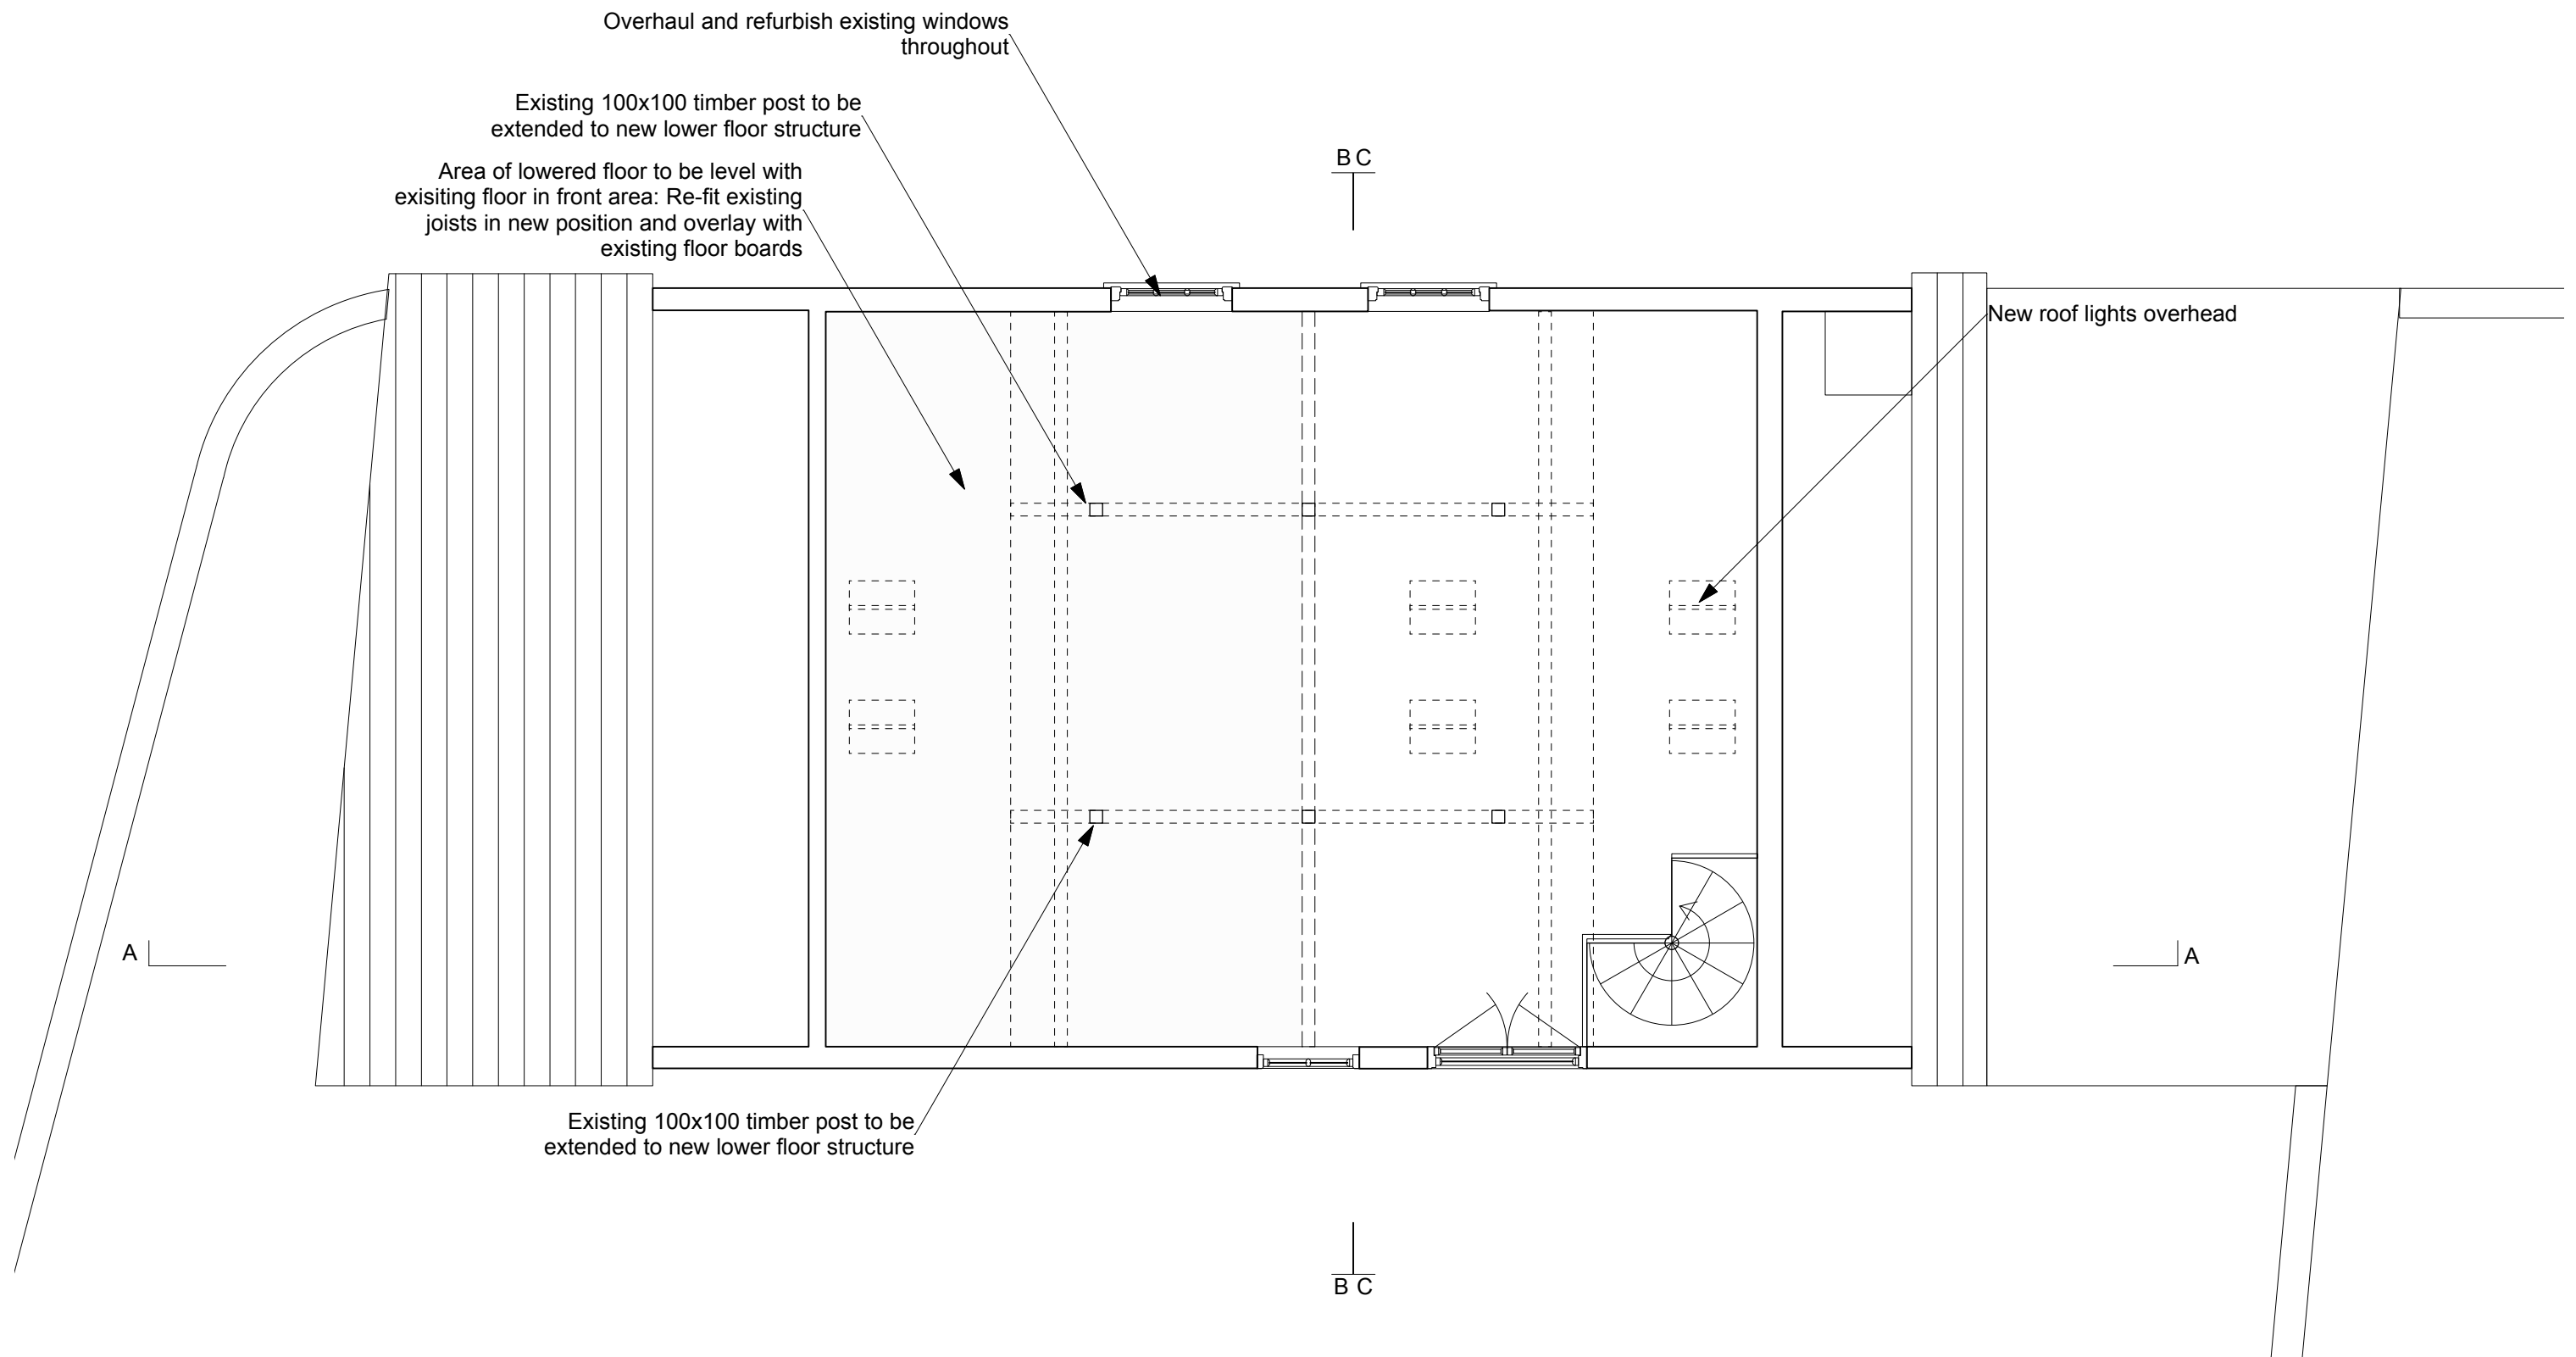 Overhaul and refurbish existing windows
throughout
Existing 100x100 timber post to be
extended to new lower floor structure
Area of lowered floor to be level with
exisiting floor in front area: Re-fit existing
joists in new position and overlay with
existing floor boards
B C
New roof lights overhead
A
A
Existing 100x100 timber post to be
extended to new lower floor structure
B C